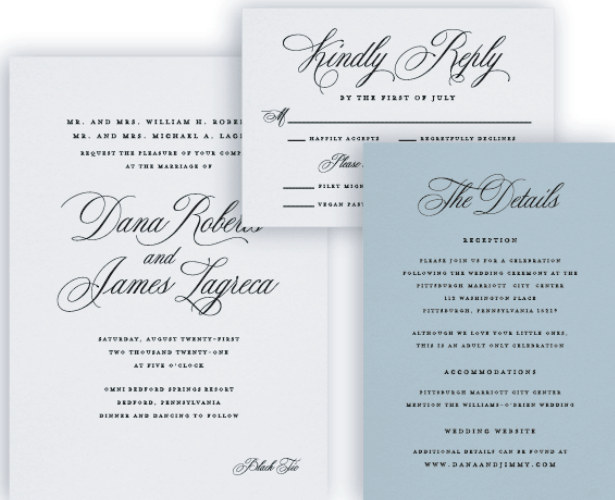 MR. AND MRS. WILLIAM H. ROBE
MR. AND MRS. MICHAEL A. LAG
REQUEST THE PLEASURE OF YOUR COMP
AT THE MARRIAGE OF
Dana Roberts
and
James Lagreca
SATURDAY, AUGUST TWENTY-FIRST
TWO THOUSAND TWENTY-ONE
AT FIVE O'CLOCK
OMNI BEDFORD SPRINGS RESORT
BEDFORD, PENNSYLVANIA
DINNER AND DANCING TO FOLLOW
Black Tie
Kindly Reply
BY THE FIRST OF JULY
M
HAPPILY ACCEPTS REGRETFULLY DECLINES
Please
FILET MIGN
VEGAN PAST
The Details
RECEPTION
PLEASE JOIN US FOR A CELEBRATION
FOLLOWING THE WEDDING CEREMONY AT THE
PITTSBURGH MARRIOTT CITY CENTER
112 WASHINGTON PLACE
PITTSBURGH, PENNSYLVANIA 15219
ALTHOUGH WE LOVE YOUR LITTLE ONES,
THIS IS AN ADULT ONLY CELEBRATION
ACCOMMODATIONS
PITTSBURGH MARRIOTT CITY CENTER
MENTION THE WILLIAMS-O'BRIEN WEDDING
WEDDING WEBSITE
ADDITIONAL DETAILS CAN BE FOUND AT
WWW.DANAANDJIMMY.COM